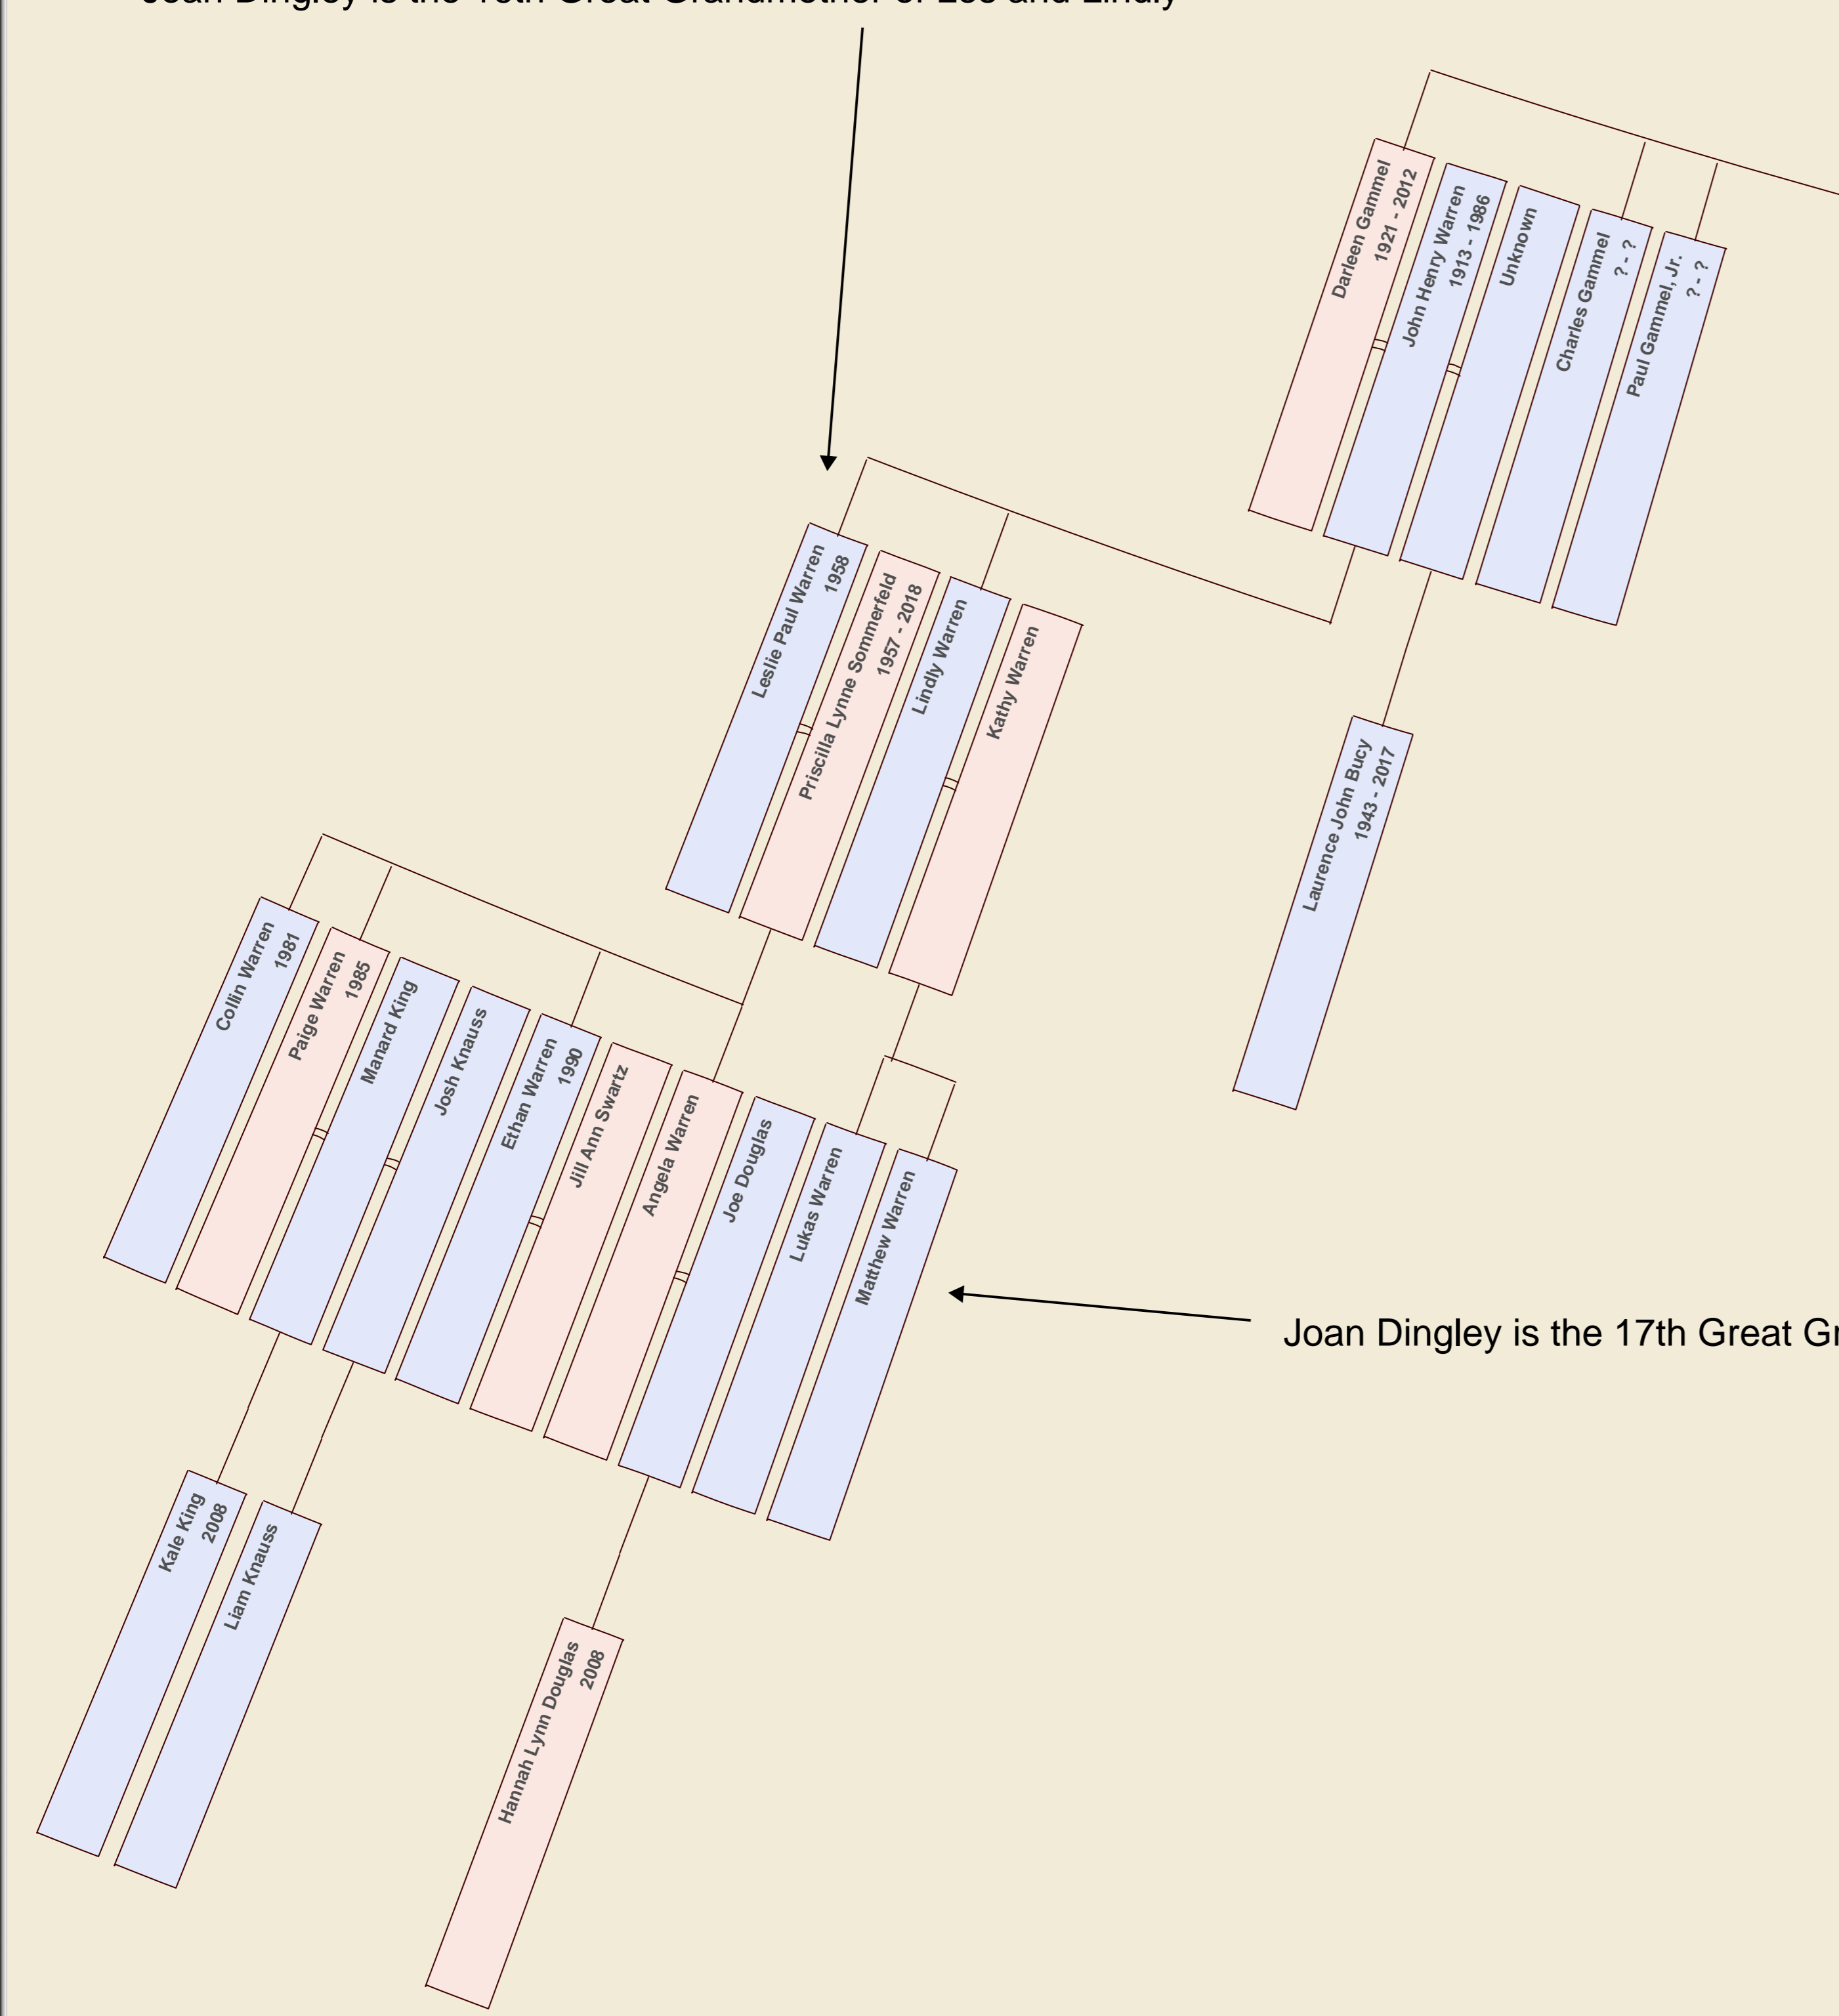 Joan Dingley is the 16th Great Grandmother of Les and Lindly
Darleen Gammel
1921 - 2012
John Henry Warren
1913 - 1986
Unknown
Charles Gammel
? - ?
Paul Gammel, Jr.
? - ?
Leslie Paul Warren
1958
Priscilla Lynne Sommerfeld
1957 - 2018
Lindly Warren
Kathy Warren
Laurence John Bucy
1943 - 2017
Collin Warren
1981
Paige Warren
1985
Manard King
Josh Knauss
Ethan Warren
1990
Jill Ann Swartz
Angela Warren
Joe Douglas
Lukas Warren
Matthew Warren
Joan Dingley is the 17th Great Gr
Kale King
2008
Liam Knauss
Hannah Lynn Douglas
2008